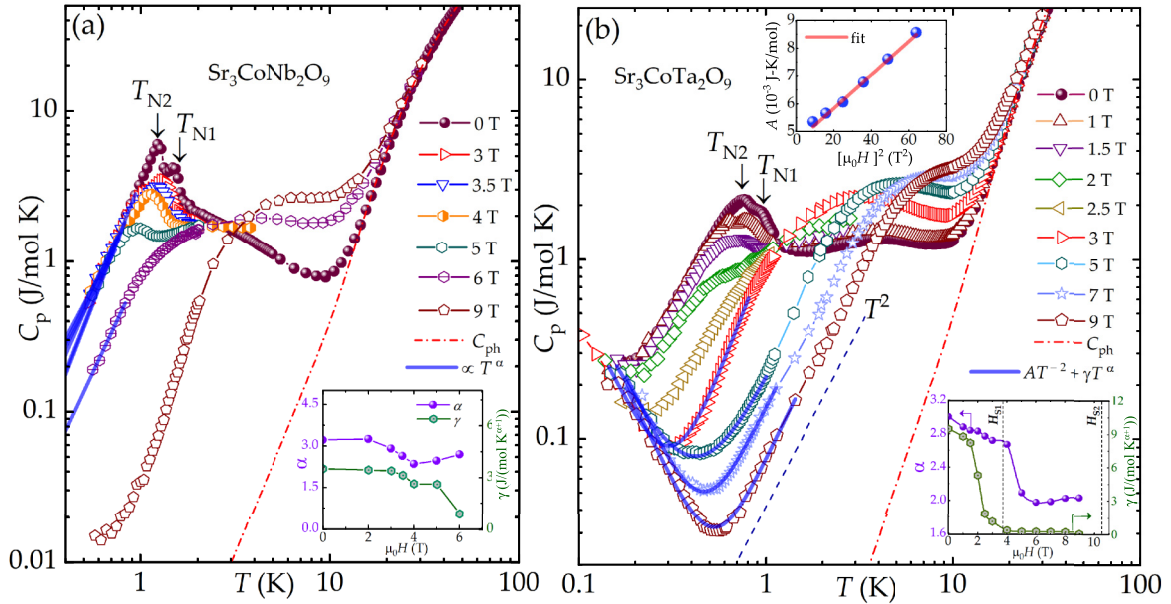 (a)
Sr3CoNb2O9
TN2
TN1
0 T
3 T
3.5 T
4 T
5 T
6 T
9 T
Cph
∝ T^α
10
1
0.1
0.01
Cp (J/mol K)
1
10
100
T (K)
α
γ
4.5
3.0
1.5
0.0
α
6
3
0
γ (J/(mol K^α+1))
0
2
4
6
μ0H (T)
(b)
Sr3CoTa2O9
TN2
TN1
0 T
1 T
1.5 T
2 T
2.5 T
3 T
5 T
7 T
9 T
Cph
AT^−2 + γT^α
T^2
10
1
0.1
Cp (J/mol K)
0.1
1
10
100
T (K)
fit
A (10^-3 J-K/mol)
9
8
7
6
5
0
20
40
60
80
[μ0H ]^2 (T^2)
HS1
HS2
3.2
2.8
2.4
2.0
1.6
α
12
9
6
3
0
γ (J/(mol K^α+1)
0
2
4
6
8
10
μ0H (T)